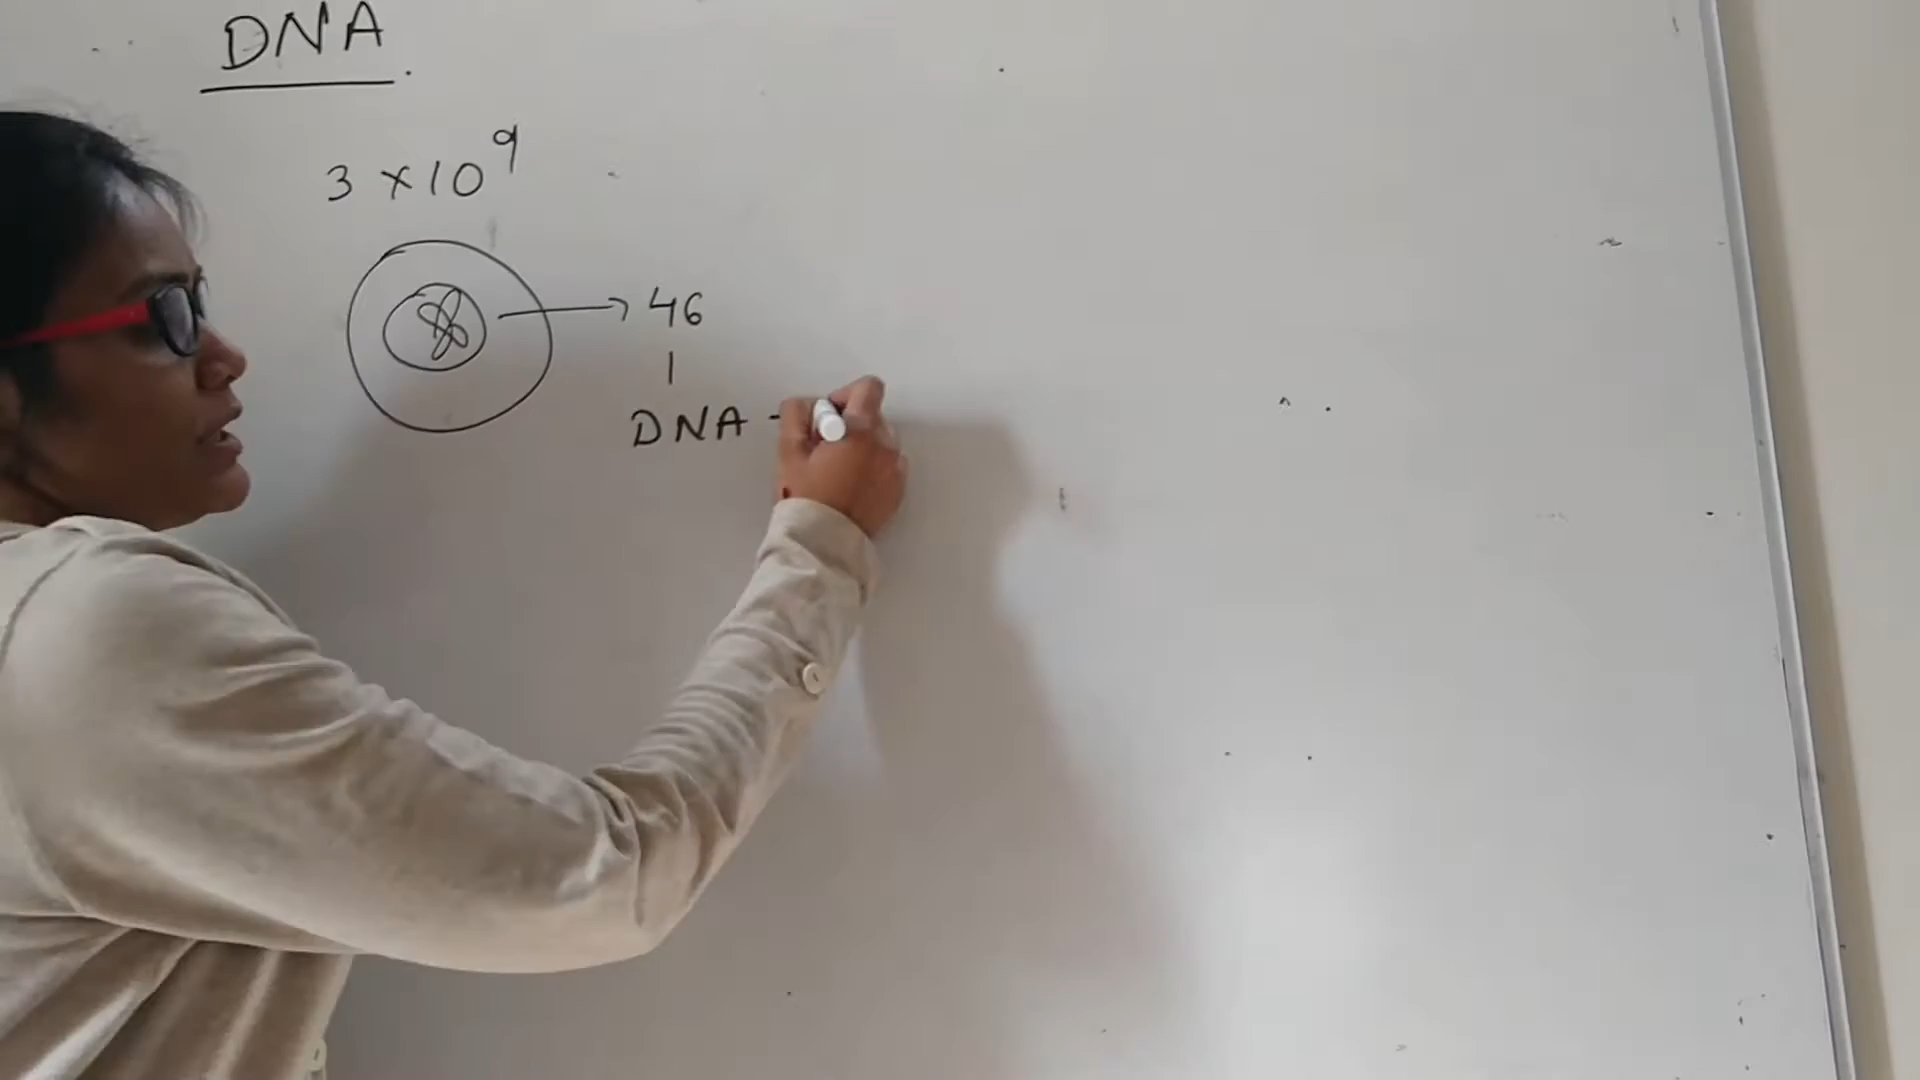 DNA
3 × 10⁹
→ 46
|
DNA -